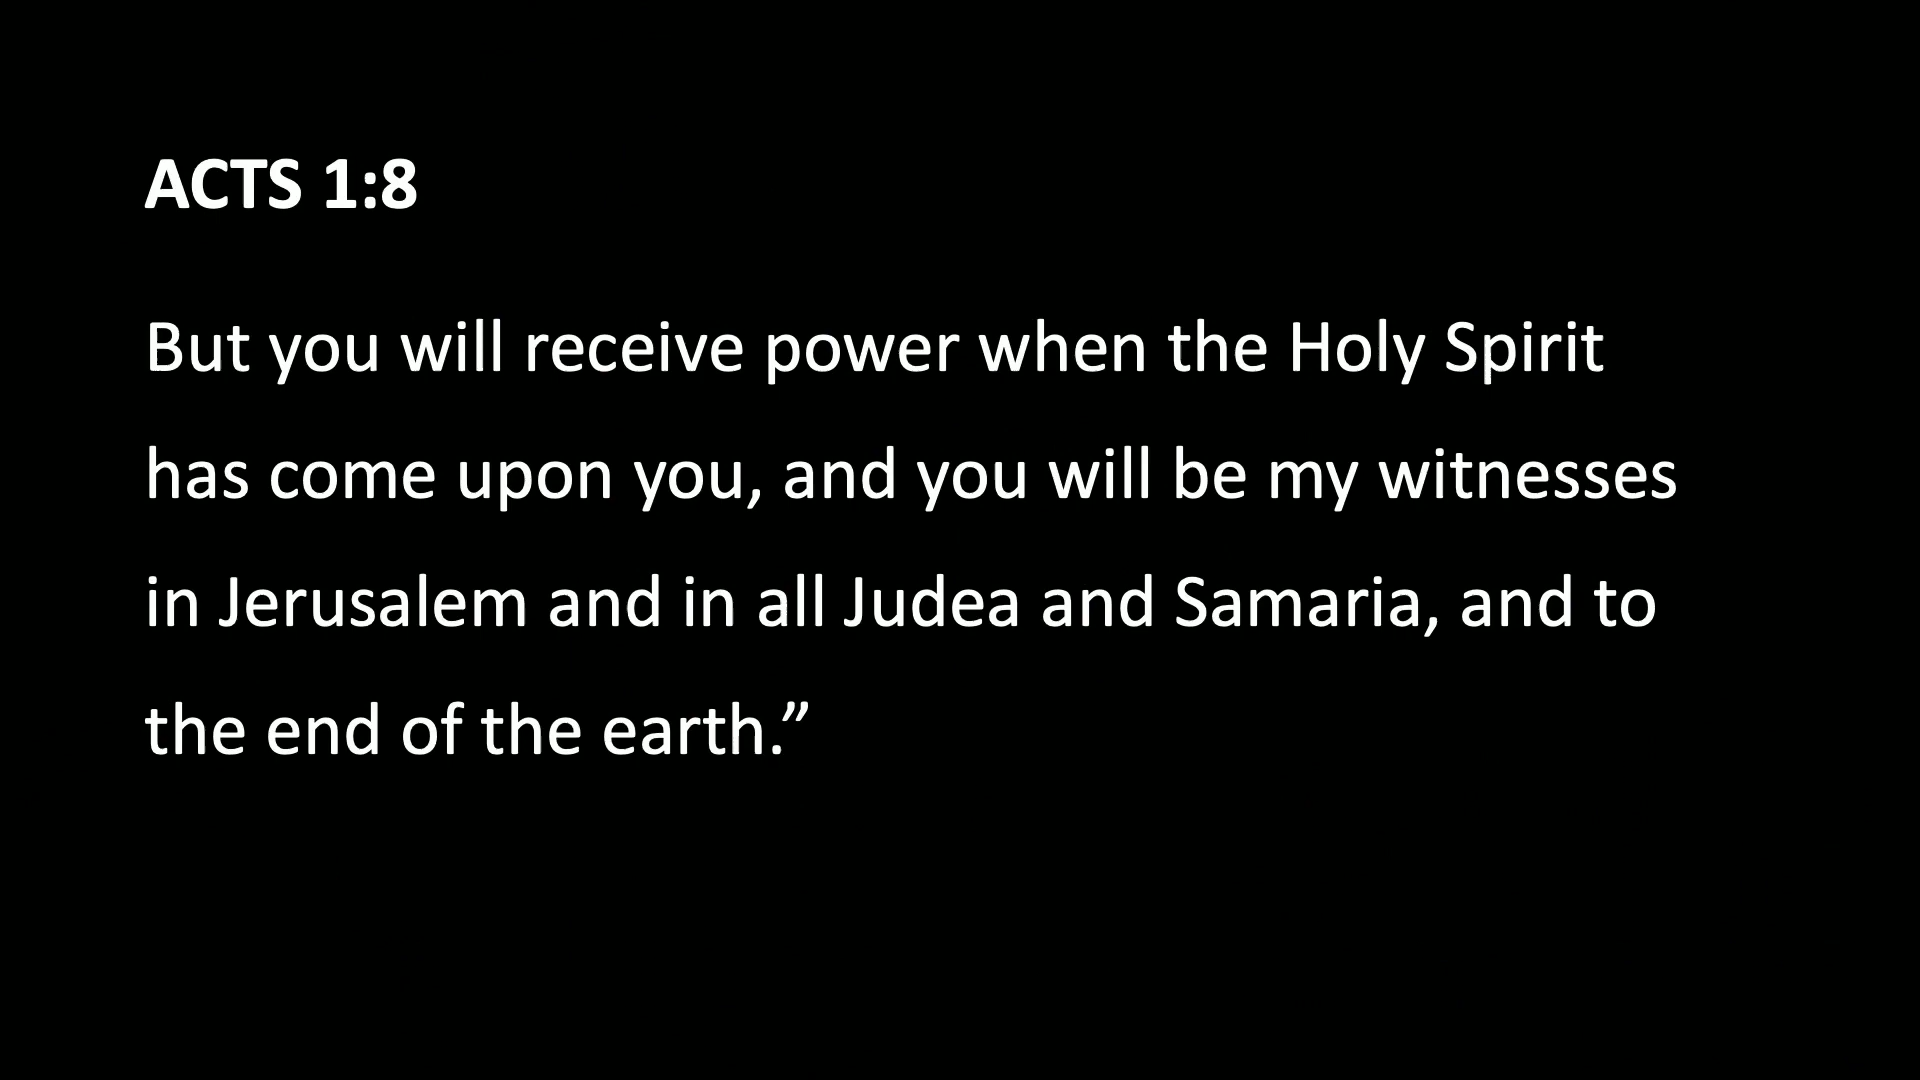 ACTS 1:8
But you will receive power when the Holy Spirit
has come upon you, and you will be my witnesses
in Jerusalem and in all Judea and Samaria, and to
the end of the earth.”